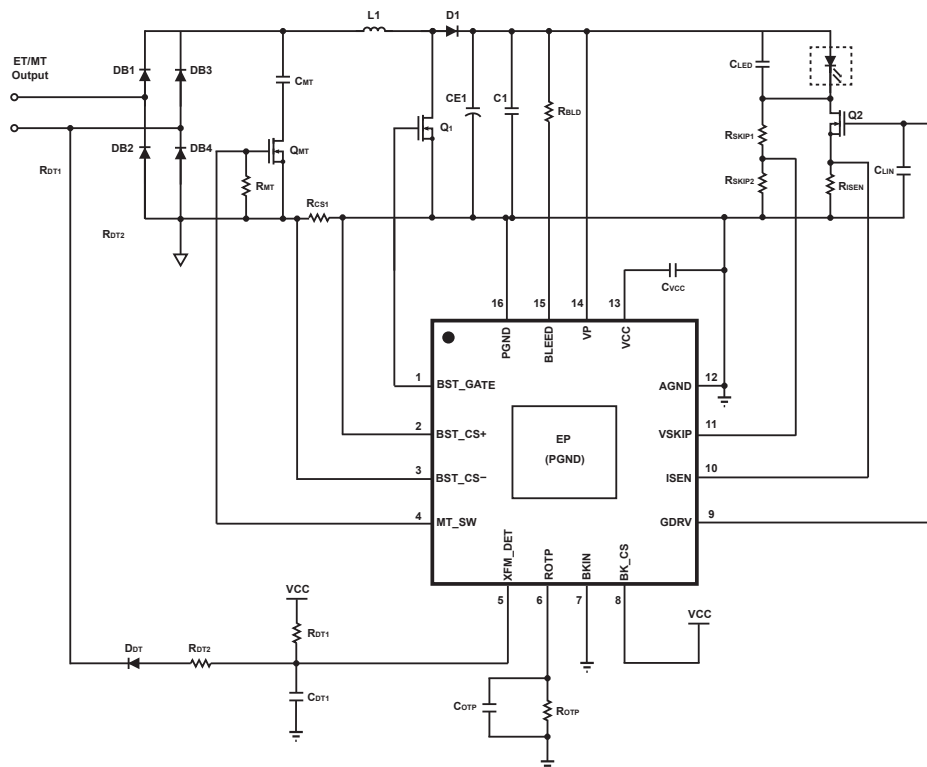 L1
D1
ET/MT
Output
DB1
DB3
CMT
CE1
C1
RBLD
CLED
Q1
Q2
RDT1
DB2
DB4
QMT
RMT
RSKIP1
RSKIP2
RISEN
CLIN
RCS1
RDT2
CVCC
16
15
14
13
PGND
BLEED
VP
VCC
1
BST_GATE
AGND
12
2
BST_CS+
EP
(PGND)
VSKIP
11
3
BST_CS−
ISEN
10
4
MT_SW
GDRV
9
XFM_DET
ROTP
BKIN
BK_CS
5
6
7
8
VCC
VCC
RDT1
DDT
RDT2
CDT1
COTP
ROTP